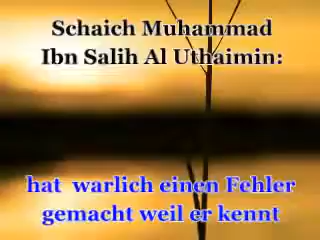 Schaich Muhammad
Ibn Salih Al Uthaimin:
hat warlich einen Fehler
gemacht weil er kennt